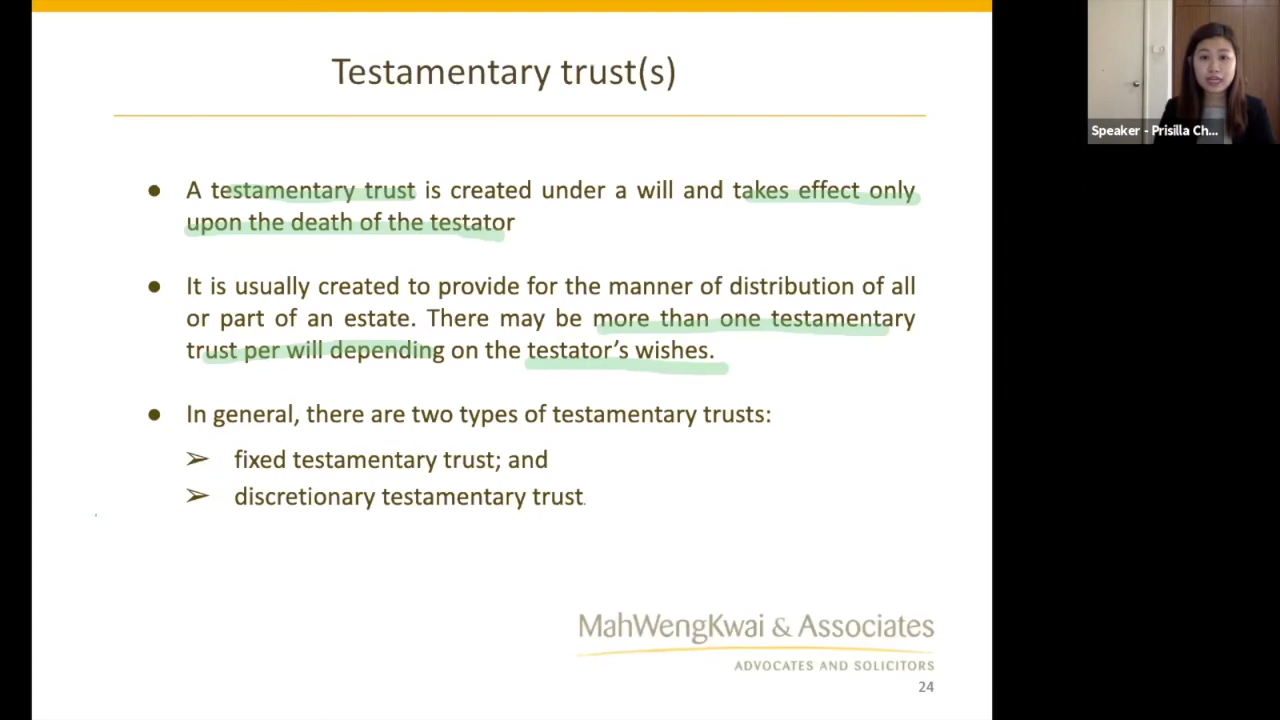 Testamentary trust(s)
Speaker - Prisilla Ch...
● A testamentary trust is created under a will and takes effect only
upon the death of the testator
● It is usually created to provide for the manner of distribution of all
or part of an estate. There may be more than one testamentary
trust per will depending on the testator’s wishes.
● In general, there are two types of testamentary trusts:
➢ fixed testamentary trust; and
➢ discretionary testamentary trust.
MahWengKwai & Associates
ADVOCATES AND SOLICITORS
24